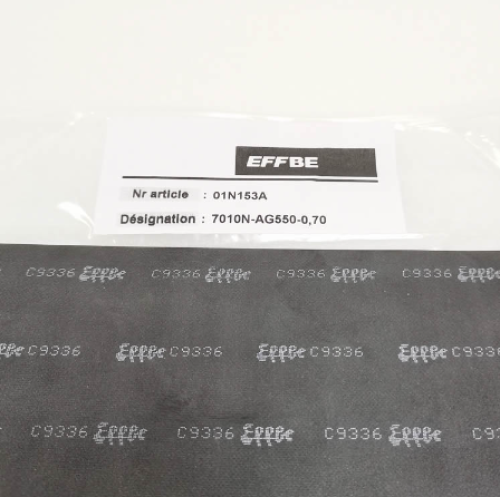 EFFBE
Nr article : 01N153A
Désignation : 7010N-AG550-0,70
C9336 Effbe C9336 Effbe C9336 Effbe C9336 Effbe
Effbe C9336 Effbe C9336 Effbe C9336 Effbe C9336
C9336 Effbe C9336 Effbe C9336 Effbe C9336